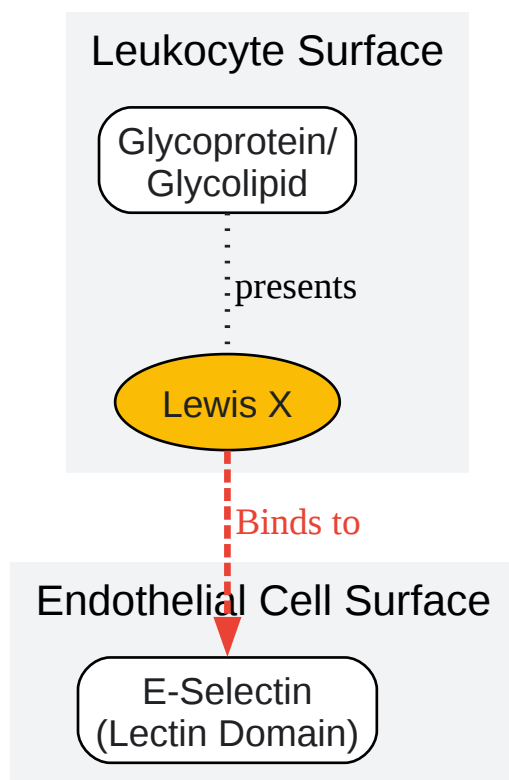 Leukocyte Surface
Glycoprotein/
Glycolipid
presents
Lewis X
Binds to
Endothelial Cell Surface
E-Selectin
(Lectin Domain)